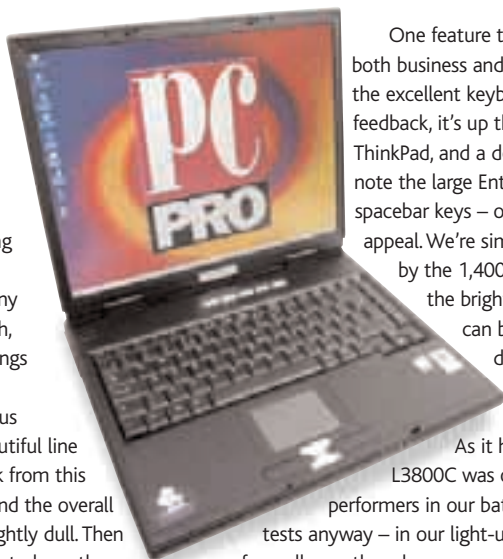 PC
PRO
ng
ny
h,
ngs
us
utiful line
k from this
nd the overall
ghtly dull. Then
One feature t
both business and
the excellent keyb
feedback, it's up th
ThinkPad, and a d
note the large Ent
spacebar keys – o
appeal. We're sin
by the 1,400
the brigh
can b
d
As it h
L3800C was o
performers in our bat
tests anyway – in our light-u